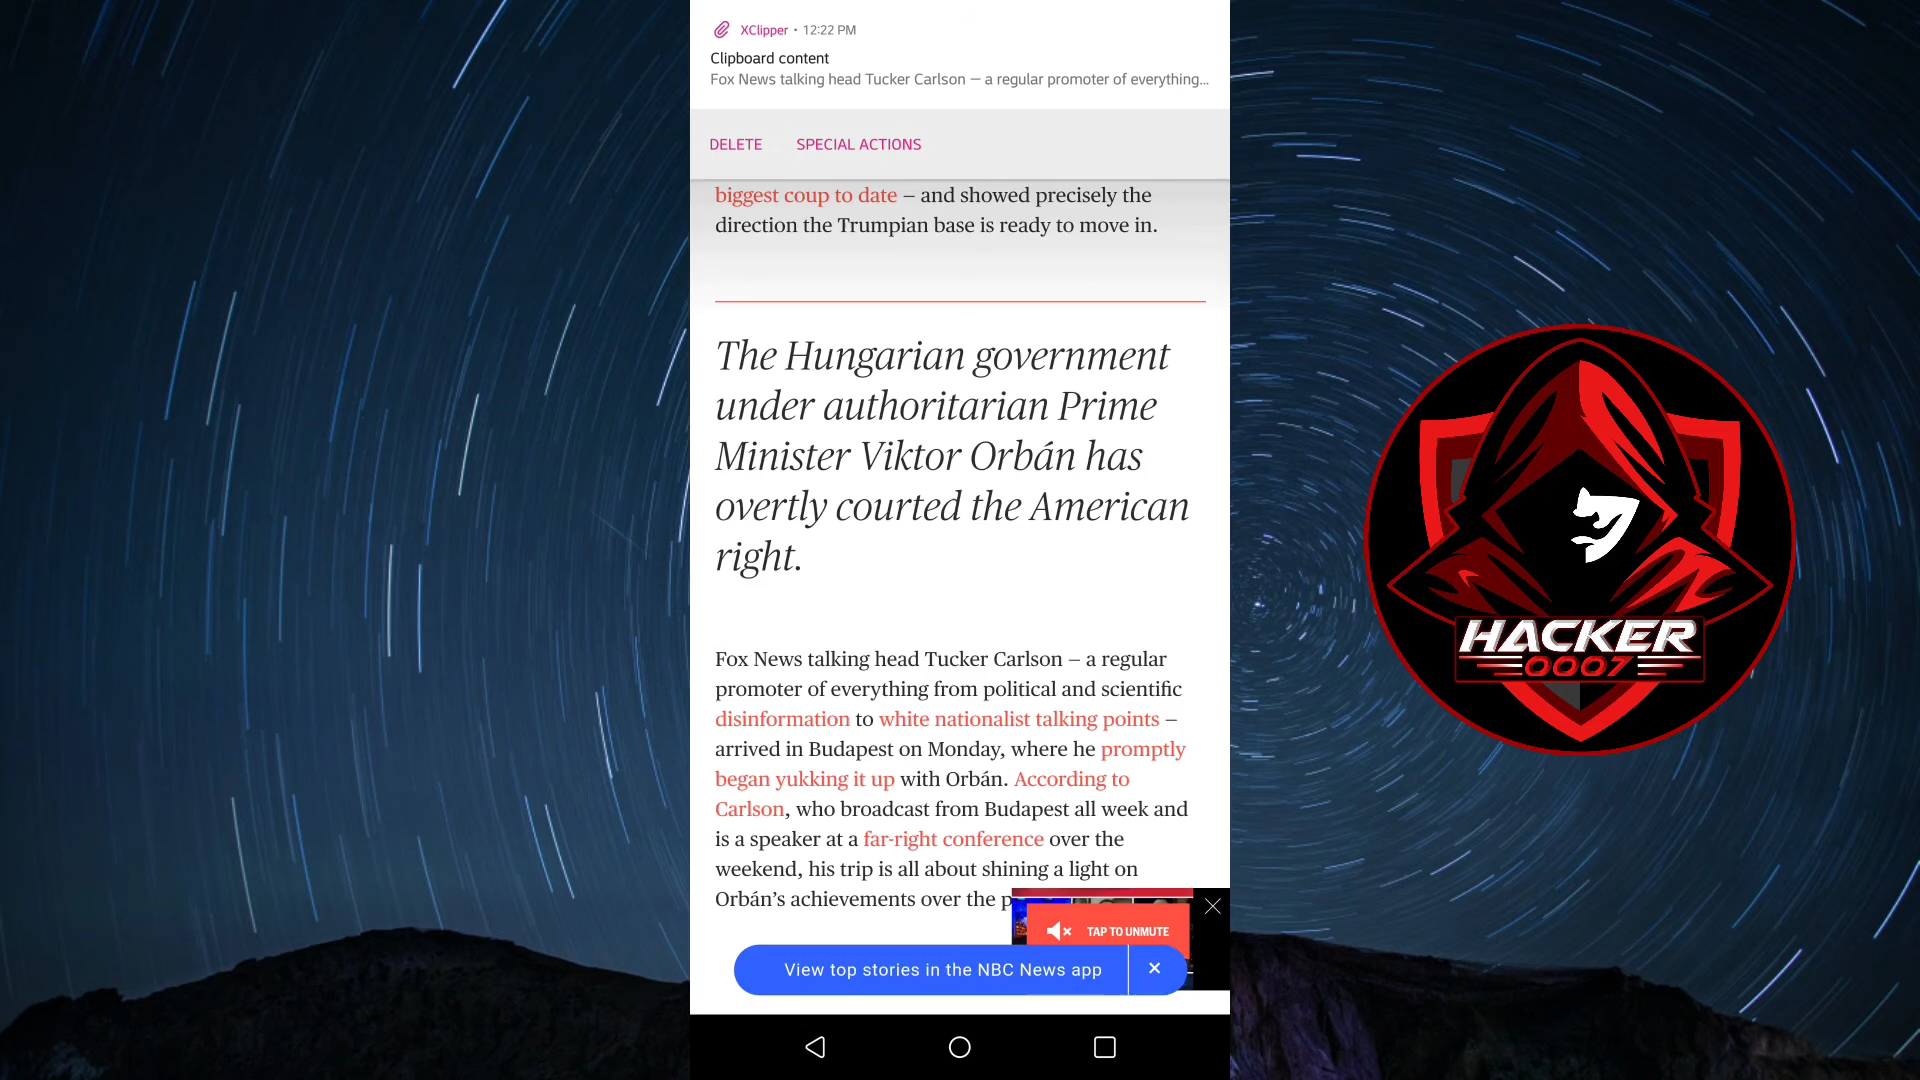 XClipper • 12:22 PM
Clipboard content
Fox News talking head Tucker Carlson — a regular promoter of everything...
DELETE SPECIAL ACTIONS
biggest coup to date — and showed precisely the
direction the Trumpian base is ready to move in.
The Hungarian government
under authoritarian Prime
Minister Viktor Orbán has
overtly courted the American
right.
Fox News talking head Tucker Carlson — a regular
promoter of everything from political and scientific
disinformation to white nationalist talking points —
arrived in Budapest on Monday, where he promptly
began yukking it up with Orbán. According to
Carlson, who broadcast from Budapest all week and
is a speaker at a far-right conference over the
weekend, his trip is all about shining a light on
Orbán’s achievements over the p
TAP TO UNMUTE
View top stories in the NBC News app
HACKER
0007